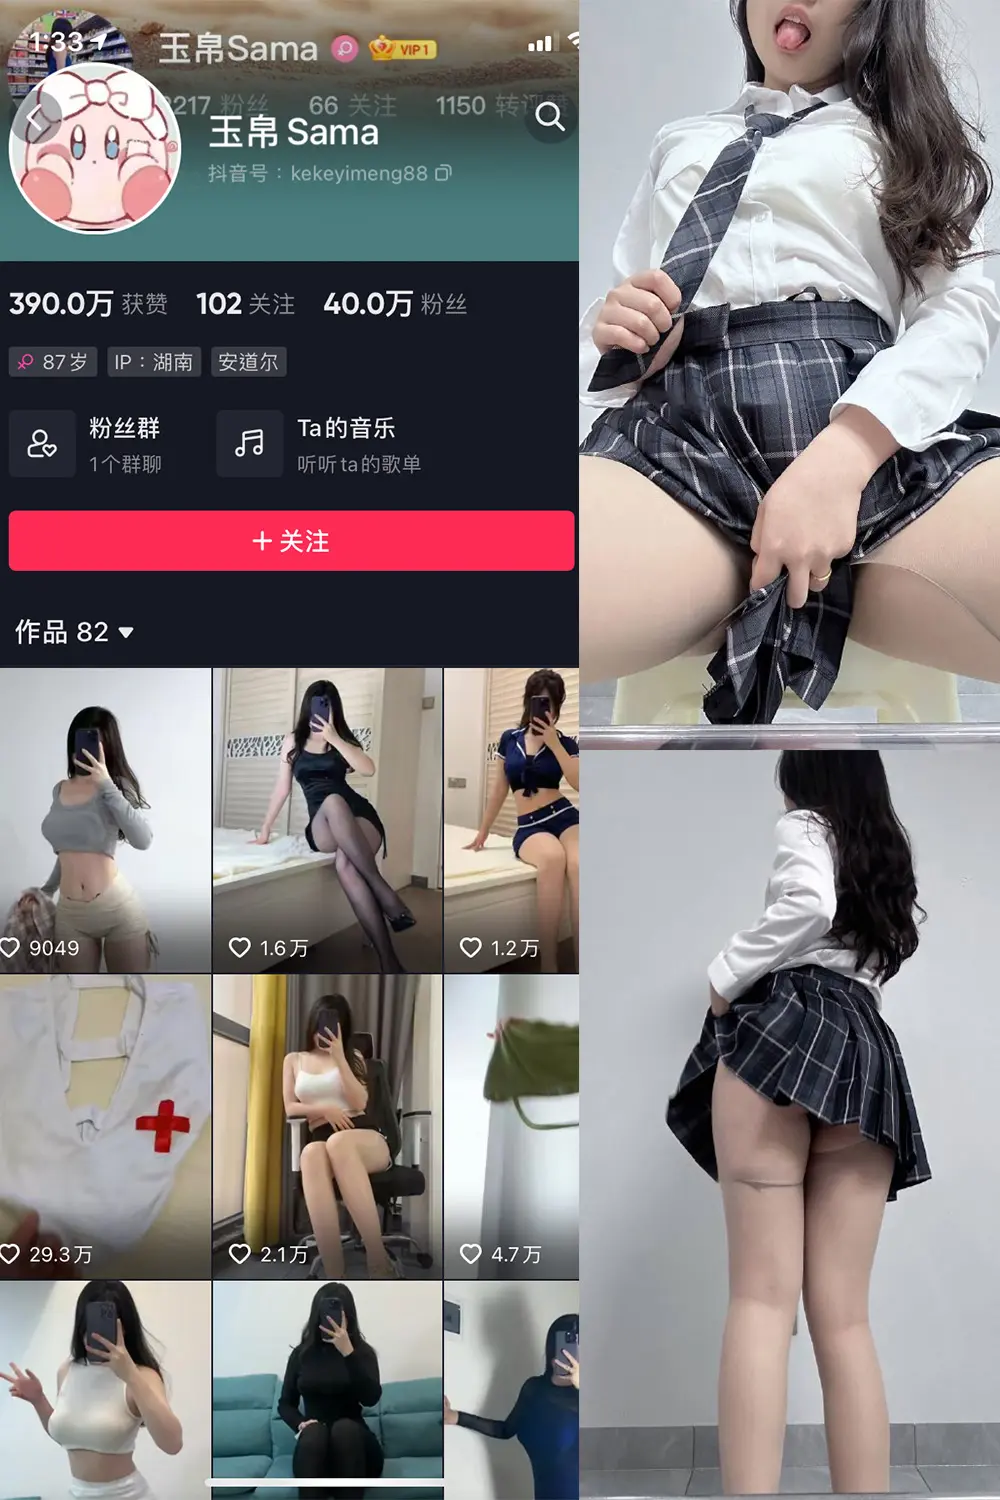 1:33
玉帛Sama VIP1
3217 粉丝 66 关注 1150 转评赞
玉帛 Sama
抖音号：kekeyimeng88
390.0万 获赞 102 关注 40.0万 粉丝
87岁 IP：湖南 安道尔
粉丝群 Ta的音乐
1个群聊 听听ta的歌单
+ 关注
作品 82
9049 1.6万 1.2万
29.3万 2.1万 4.7万